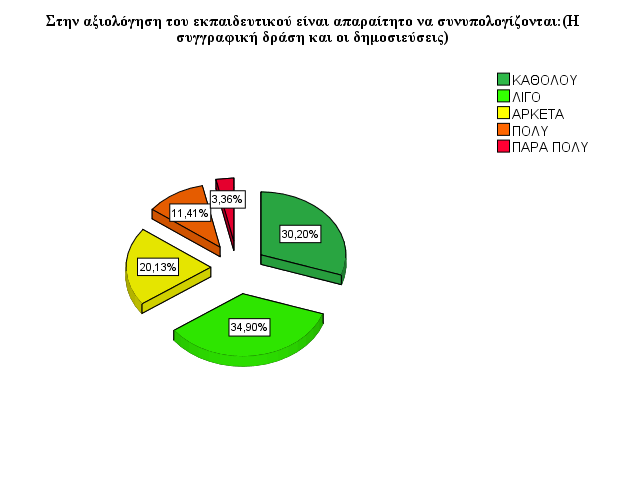 Στην αξιολόγηση του εκπαιδευτικού είναι απαραίτητο να συνυπολογίζονται:(Η
συγγραφική δράση και οι δημοσιεύσεις)
ΚΑΘΟΛΟΥ
ΛΙΓΟ
ΑΡΚΕΤΑ
ΠΟΛΥ
ΠΑΡΑ ΠΟΛΥ
3,36%
11,41%
30,20%
20,13%
34,90%